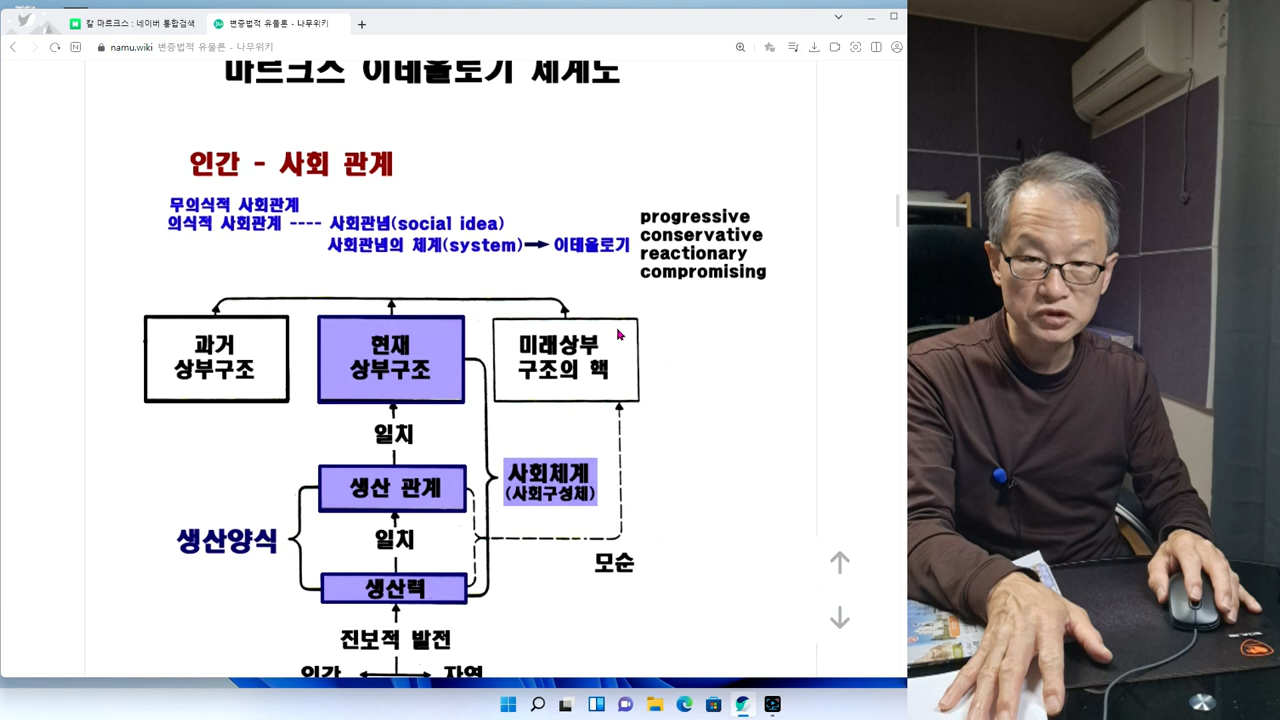 칼 마르크스 : 네이버 통합검색
변증법적 유물론 - 나무위키
namu.wiki 변증법적 유물론 - 나무위키
마르크스 이데올로기 체계도
인간 - 사회 관계
무의식적 사회관계
의식적 사회관계 ---- 사회관념(social idea)
사회관념의 체계(system) → 이데올로기
progressive
conservative
reactionary
compromising
과거
상부구조
현재
상부구조
미래상부
구조의 핵
일치
생산 관계
사회체계
(사회구성체)
생산양식
일치
모순
생산력
진보적 발전
인간 자연